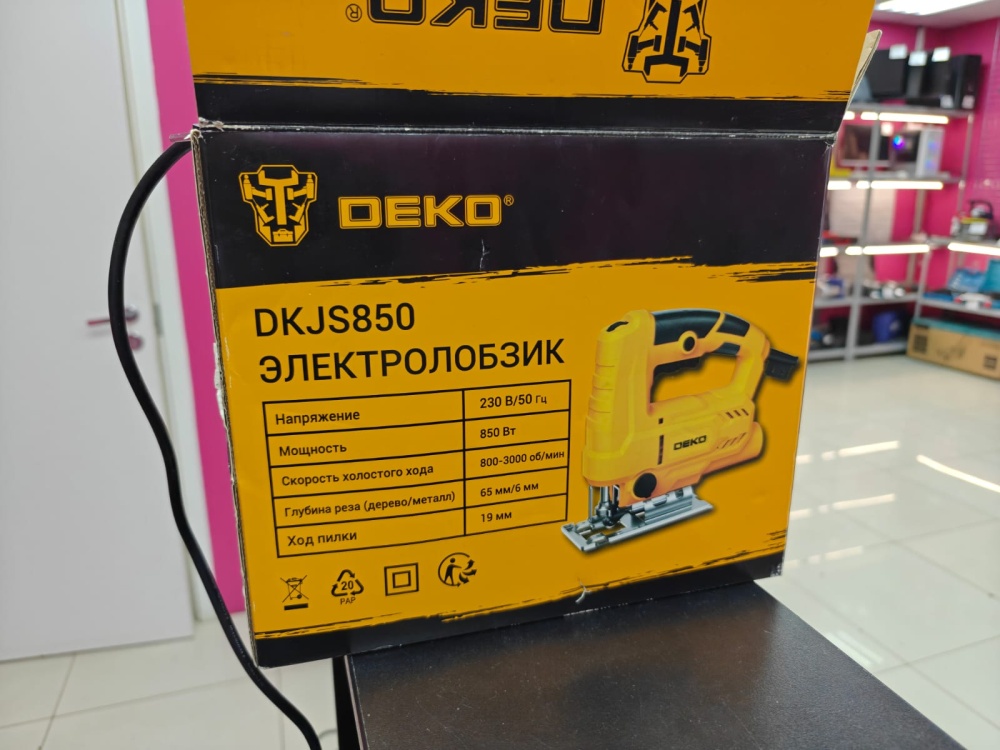 DEKO®
DEKO®
DKJS850
ЭЛЕКТРОЛОБЗИК
Напряжение 230 В/50 Гц
Мощность 850 Вт
Скорость холостого хода 800-3000 об/мин
Глубина реза (дерево/металл) 65 мм/6 мм
Ход пилки 19 мм
DEKO
20
PAP